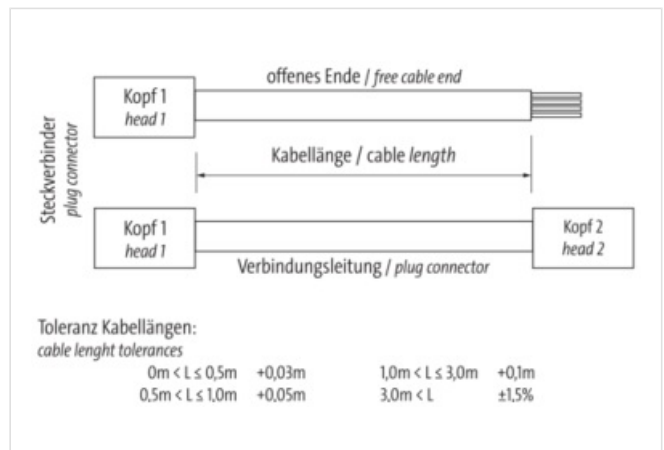 offenes Ende / free cable end
Kopf 1
head 1
Steckverbinder
plug connector
Kabellänge / cable length
Kopf 1
head 1
Kopf 2
head 2
Verbindungsleitung / plug connector
Toleranz Kabellängen:
cable lenght tolerances
0m < L ≤ 0,5m +0,03m 1,0m < L ≤ 3,0m +0,1m
0,5m < L ≤ 1,0m +0,05m 3,0m < L ±1,5%